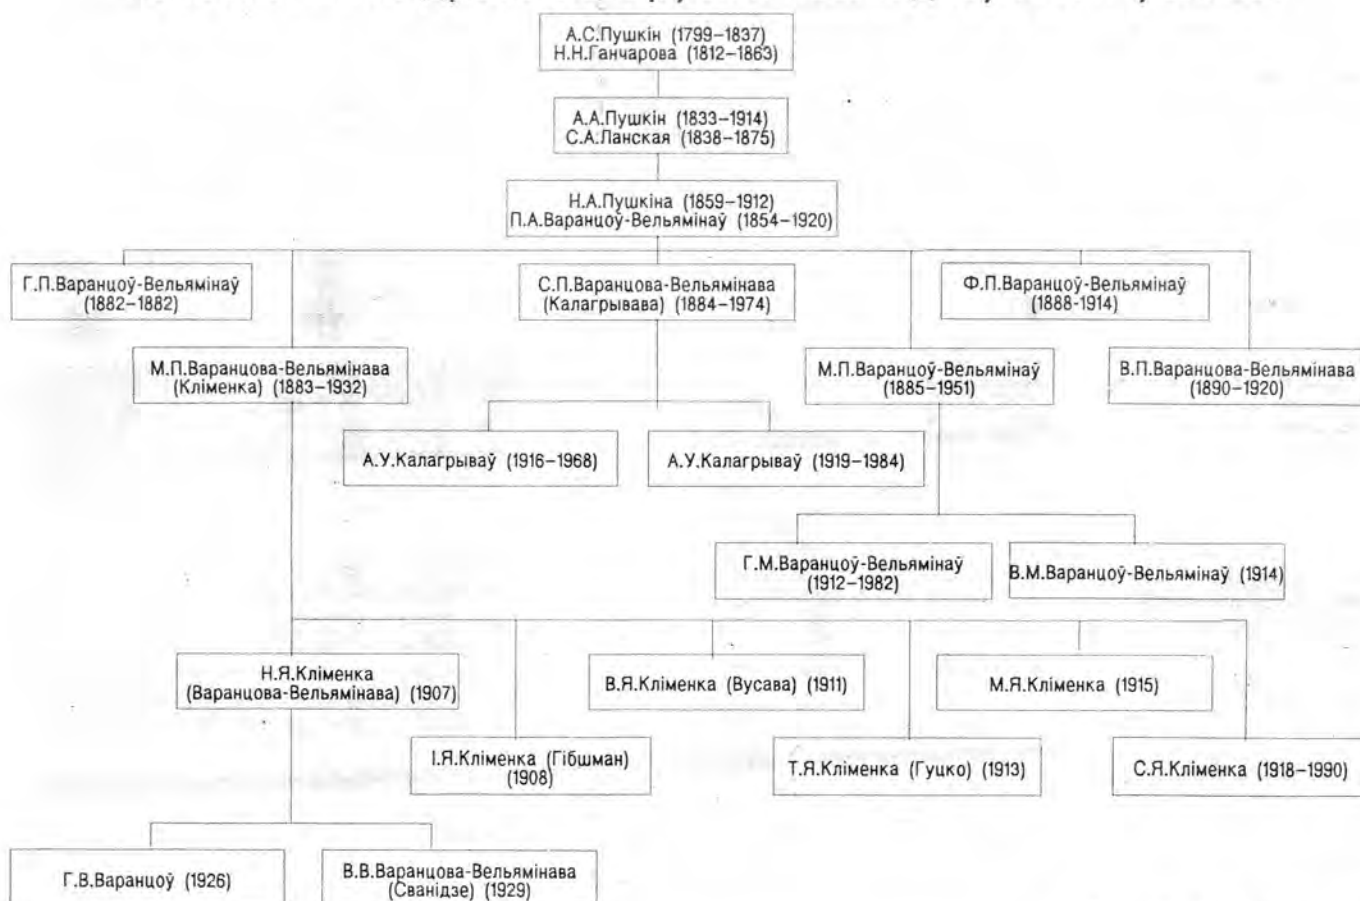 А.С.Пушкін (1799–1837)
Н.Н.Ганчарова (1812–1863)
А.А.Пушкін (1833–1914)
С.А.Ланская (1838–1875)
Н.А.Пушкіна (1859–1912)
П.А.Варанцоў-Вельямінаў (1854–1920)
Г.П.Варанцоў-Вельямінаў
(1882–1882)
С.П.Варанцова-Вельямінава
(Калагрывава) (1884–1974)
Ф.П.Варанцоў-Вельямінаў
(1888-1914)
М.П.Варанцова-Вельямінава
(Кліменка) (1883–1932)
М.П.Варанцоў-Вельямінаў
(1885–1951)
В.П.Варанцова-Вельямінава
(1890–1920)
А.У.Калагрываў (1916–1968)
А.У.Калагрываў (1919–1984)
Г.М.Варанцоў-Вельямінаў
(1912–1982)
В.М.Варанцоў-Вельямінаў (1914)
Н.Я.Кліменка
(Варанцова-Вельямінава) (1907)
В.Я.Кліменка (Вусава) (1911)
М.Я.Кліменка (1915)
І.Я.Кліменка (Гібшман)
(1908)
Т.Я.Кліменка (Гуцко) (1913)
С.Я.Кліменка (1918–1990)
Г.В.Варанцоў (1926)
В.В.Варанцова-Вельямінава
(Сванідзе) (1929)